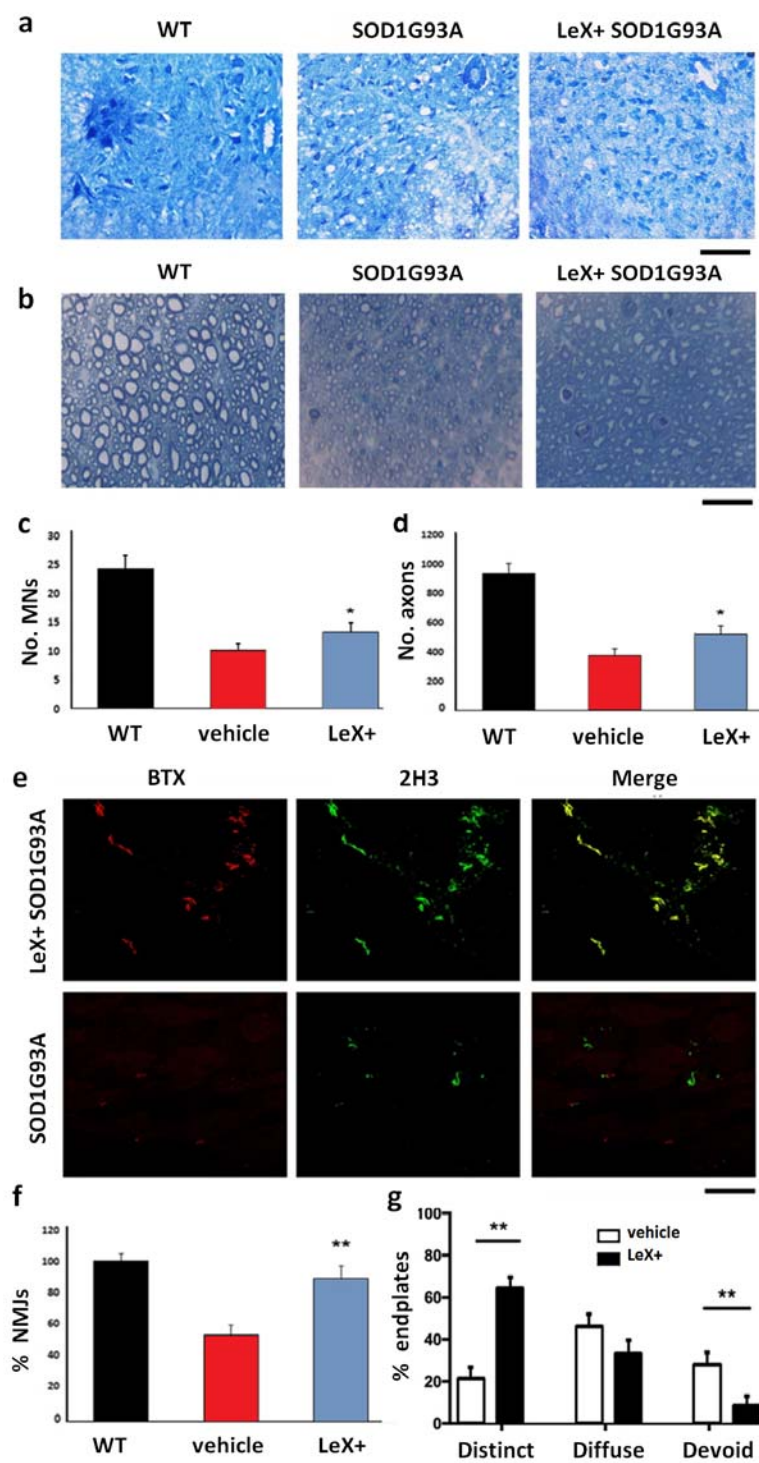 a
WT SOD1G93A LeX+ SOD1G93A
WT SOD1G93A LeX+ SOD1G93A
b
c d
30
25
20
15
10
5
0
No. MNs
*
WT vehicle LeX+
1200
1000
800
600
400
200
0
No. axons
*
WT vehicle LeX+
e
BTX 2H3 Merge
LeX+ SOD1G93A
SOD1G93A
f g
120
100
80
60
40
20
0
% NMJs
**
WT vehicle LeX+
100
80
60
40
20
0
% endplates
**
vehicle
LeX+
**
Distinct Diffuse Devoid